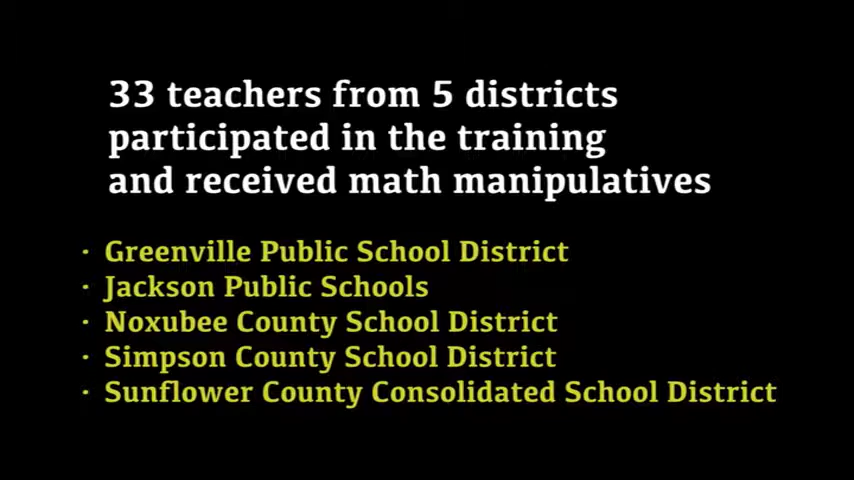 33 teachers from 5 districts
participated in the training
and received math manipulatives
· Greenville Public School District
· Jackson Public Schools
· Noxubee County School District
· Simpson County School District
· Sunflower County Consolidated School District